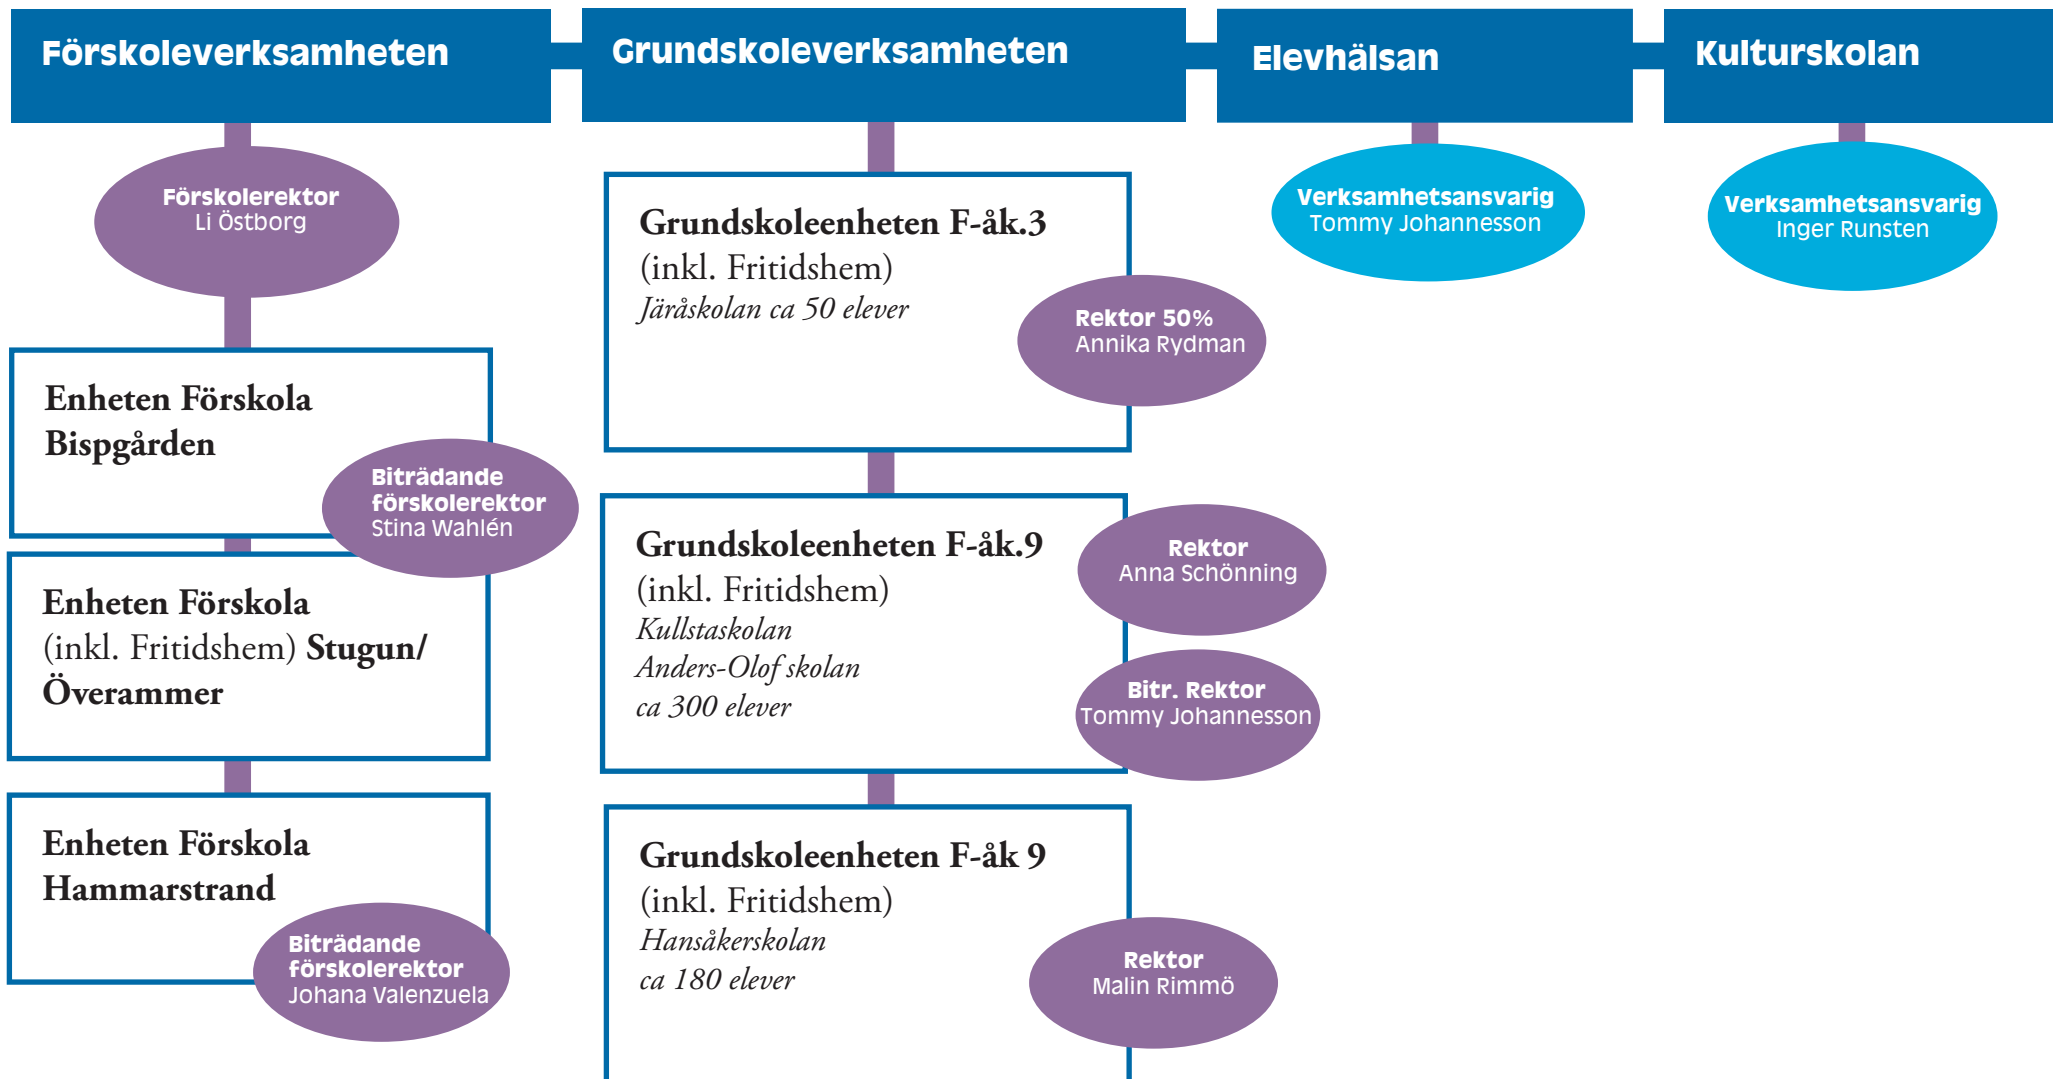 Förskoleverksamheten
Förskolerektor
Li Östborg
Enheten Förskola
Bispgården
Biträdande
förskolerektor
Stina Wahlén
Enheten Förskola
(inkl. Fritidshem) Stugun/
Överammer
Enheten Förskola
Hammarstrand
Biträdande
förskolerektor
Johana Valenzuela
Grundskoleverksamheten
Grundskoleenheten F-åk.3
(inkl. Fritidshem)
Järåskolan ca 50 elever
Rektor 50%
Annika Rydman
Grundskoleenheten F-åk.9
(inkl. Fritidshem)
Kullstaskolan
Anders-Olof skolan
ca 300 elever
Rektor
Anna Schönning
Bitr. Rektor
Tommy Johannesson
Grundskoleenheten F-åk 9
(inkl. Fritidshem)
Hansåkerskolan
ca 180 elever
Rektor
Malin Rimmö
Elevhälsan
Verksamhetsansvarig
Tommy Johannesson
Kulturskolan
Verksamhetsansvarig
Inger Runsten